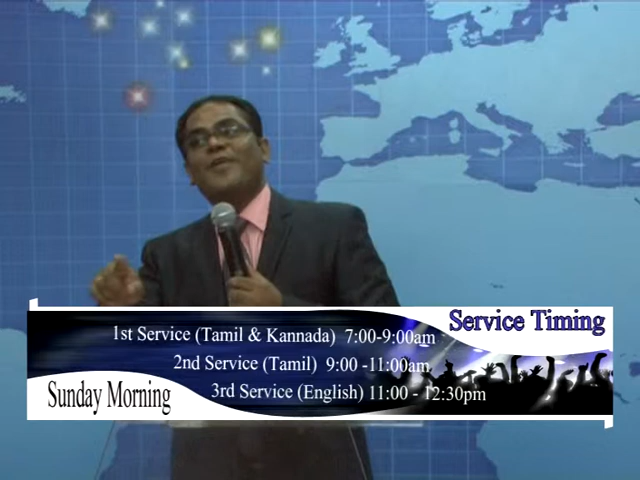 Service Timing
1st Service (Tamil & Kannada) 7:00-9:00am
2nd Service (Tamil) 9:00 -11:00am
3rd Service (English) 11:00 - 12:30pm
Sunday Morning